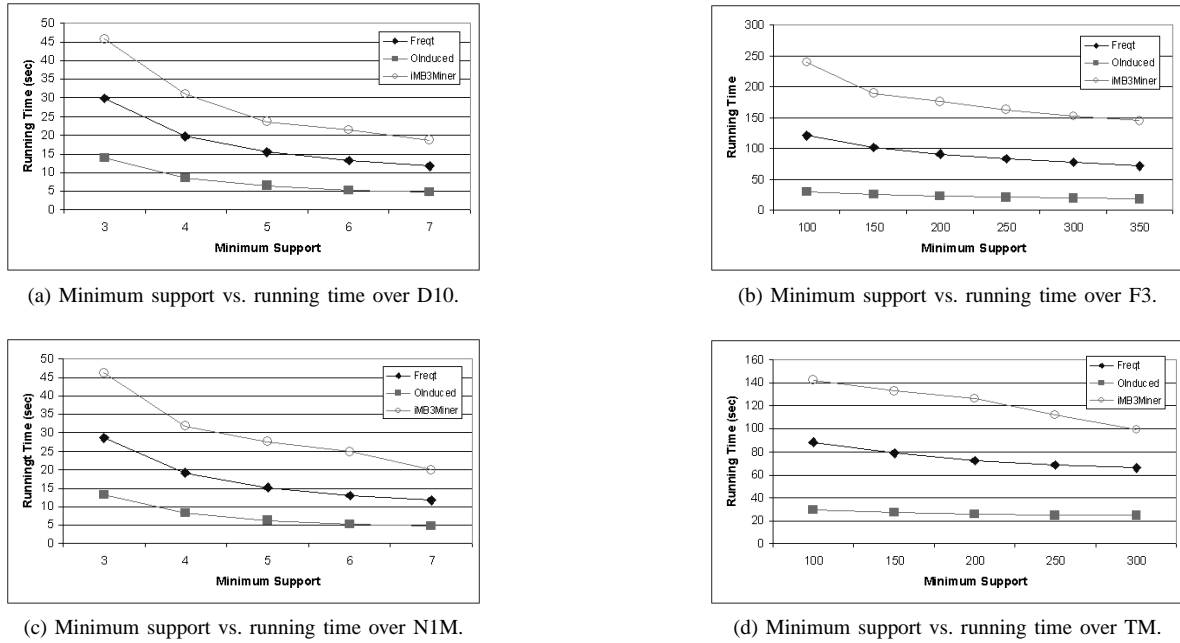 50
45
40
35
30
25
20
15
10
5
0
Running Time (sec)
3 4 5 6 7
Minimum Support
Freqt
OInduced
iMB3Miner
(a) Minimum support vs. running time over D10.
300
250
200
150
100
50
0
Running Time
100 150 200 250 300 350
Minimum Support
Freqt
OInduced
iMB3Miner
(b) Minimum support vs. running time over F3.
50
45
40
35
30
25
20
15
10
5
0
Runningt Time (sec)
3 4 5 6 7
Minimum Support
Freqt
OInduced
iMB3Miner
(c) Minimum support vs. running time over N1M.
160
140
120
100
80
60
40
20
0
Running Time (sec)
100 150 200 250 300
Minimum Support
Freqt
OInduced
iMB3Miner
(d) Minimum support vs. running time over TM.